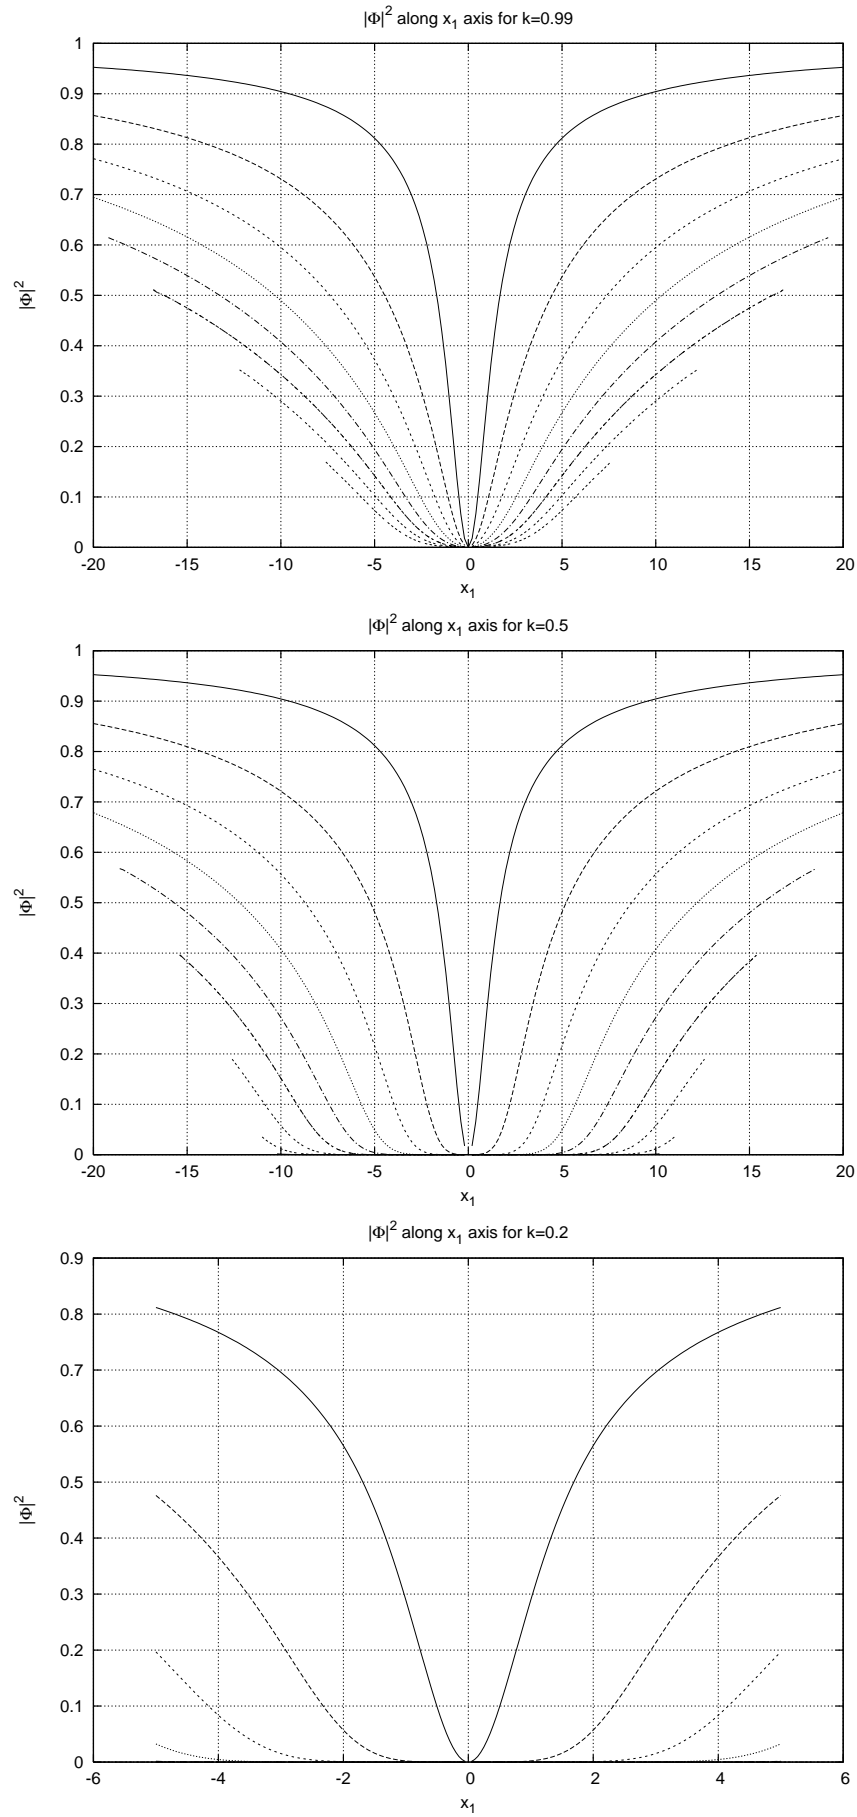 |Φ|² along x₁ axis for k=0.99
1
0.9
0.8
0.7
0.6
0.5
0.4
0.3
0.2
0.1
0
|Φ|²
-20 -15 -10 -5 0 5 10 15 20
x₁
|Φ|² along x₁ axis for k=0.5
1
0.9
0.8
0.7
0.6
0.5
0.4
0.3
0.2
0.1
0
|Φ|²
-20 -15 -10 -5 0 5 10 15 20
x₁
|Φ|² along x₁ axis for k=0.2
0.9
0.8
0.7
0.6
0.5
0.4
0.3
0.2
0.1
0
|Φ|²
-6 -4 -2 0 2 4 6
x₁